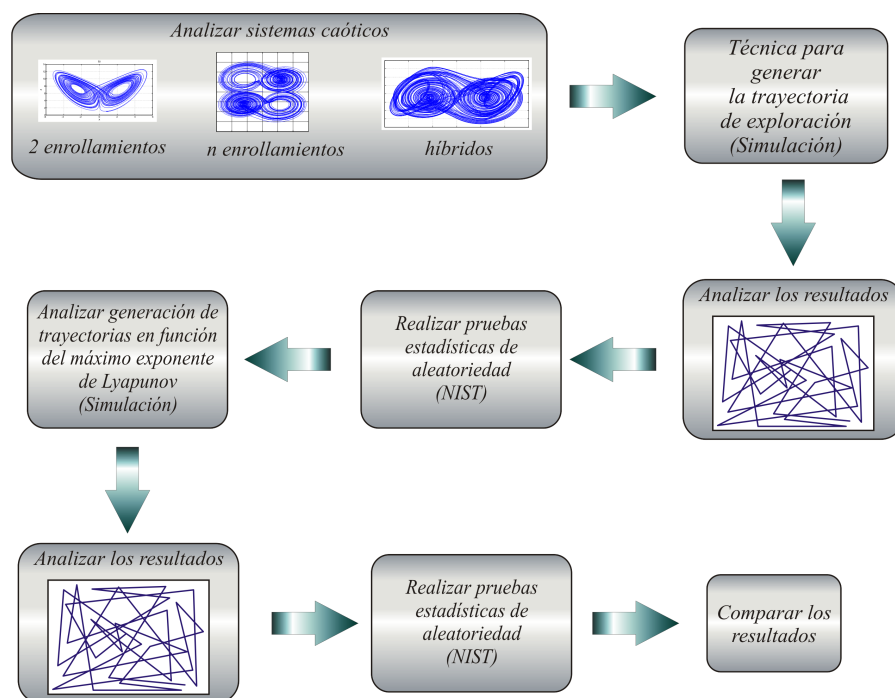 Analizar sistemas caóticos
2 enrollamientos
n enrollamientos
híbridos
Técnica para
generar
la trayectoria
de exploración
(Simulación)
Analizar los resultados
Realizar pruebas
estadísticas de
aleatoriedad
(NIST)
Analizar generación de
trayectorias en función
del máximo exponente
de Lyapunov
(Simulación)
Analizar los resultados
Realizar pruebas
estadísticas de
aleatoriedad
(NIST)
Comparar los
resultados